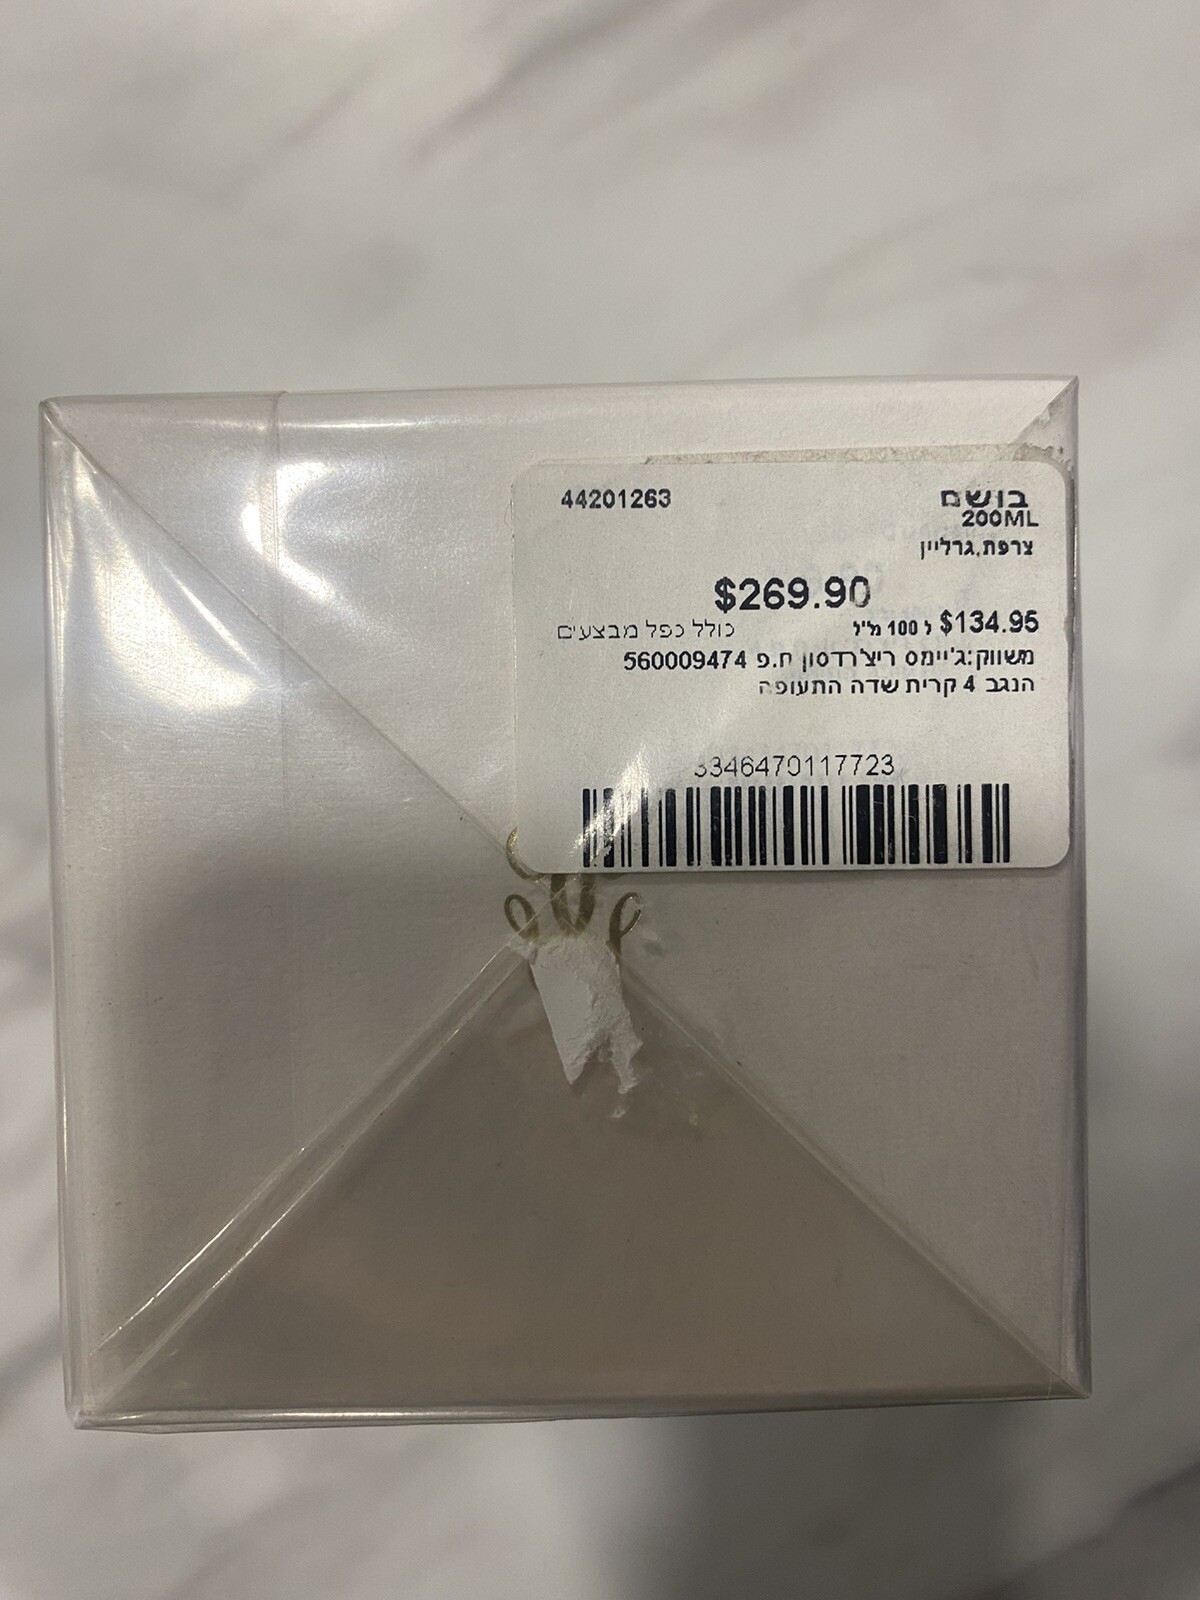 בושם 44201263
200ML
צרפת,גרליין
$269.90
$134.95 ל 100 מ"ל כולל כפל מבצעים
משווק:ג'יימס ריצ'רדסון ח.פ 560009474
הנגב 4 קרית שדה התעופה
3346470117723